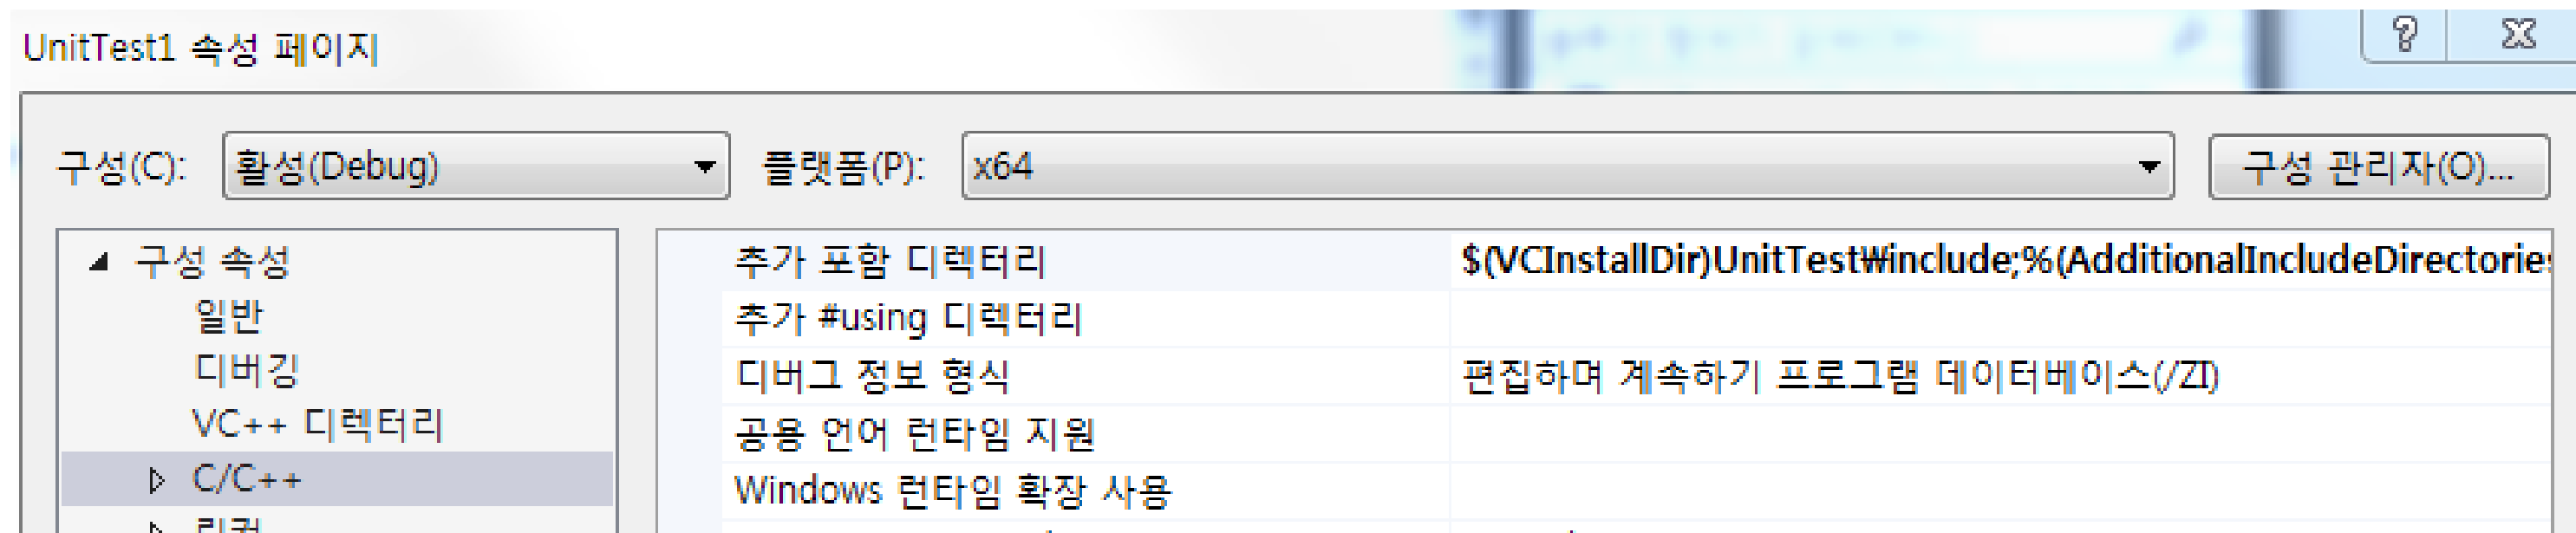 UnitTest1 속성 페이지
구성(C): 활성(Debug) 플랫폼(P): x64 구성 관리자(O)...
구성 속성
일반
디버깅
VC++ 디렉터리
C/C++
링커
추가 포함 디렉터리 $(VCInstallDir)UnitTest₩include;%(AdditionalIncludeDirectories
추가 #using 디렉터리
디버그 정보 형식 편집하며 계속하기 프로그램 데이터베이스(/ZI)
공용 언어 런타임 지원
Windows 런타임 확장 사용